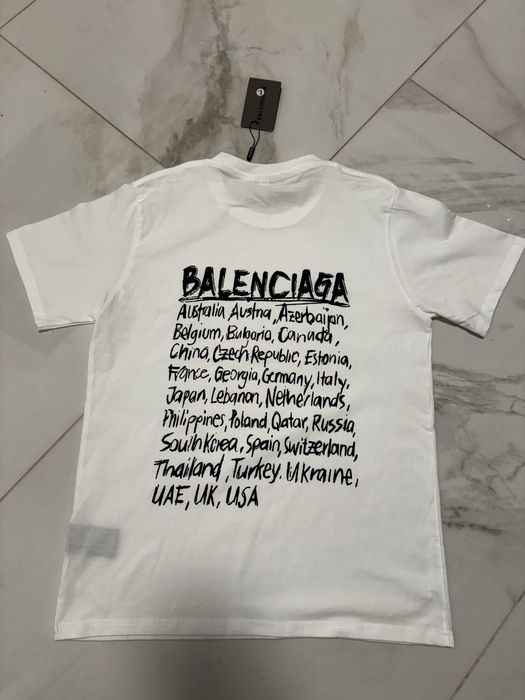 BALENCIAGA
Australia, Austria, Azerbaijan,
Belgium, Bulgaria, Canada,
China, Czech Republic, Estonia,
France, Georgia, Germany, Italy,
Japan, Lebanon, Netherlands,
Philippines, Poland, Qatar, Russia,
South Korea, Spain, Switzerland,
Thailand, Turkey, Ukraine,
UAE, UK, USA